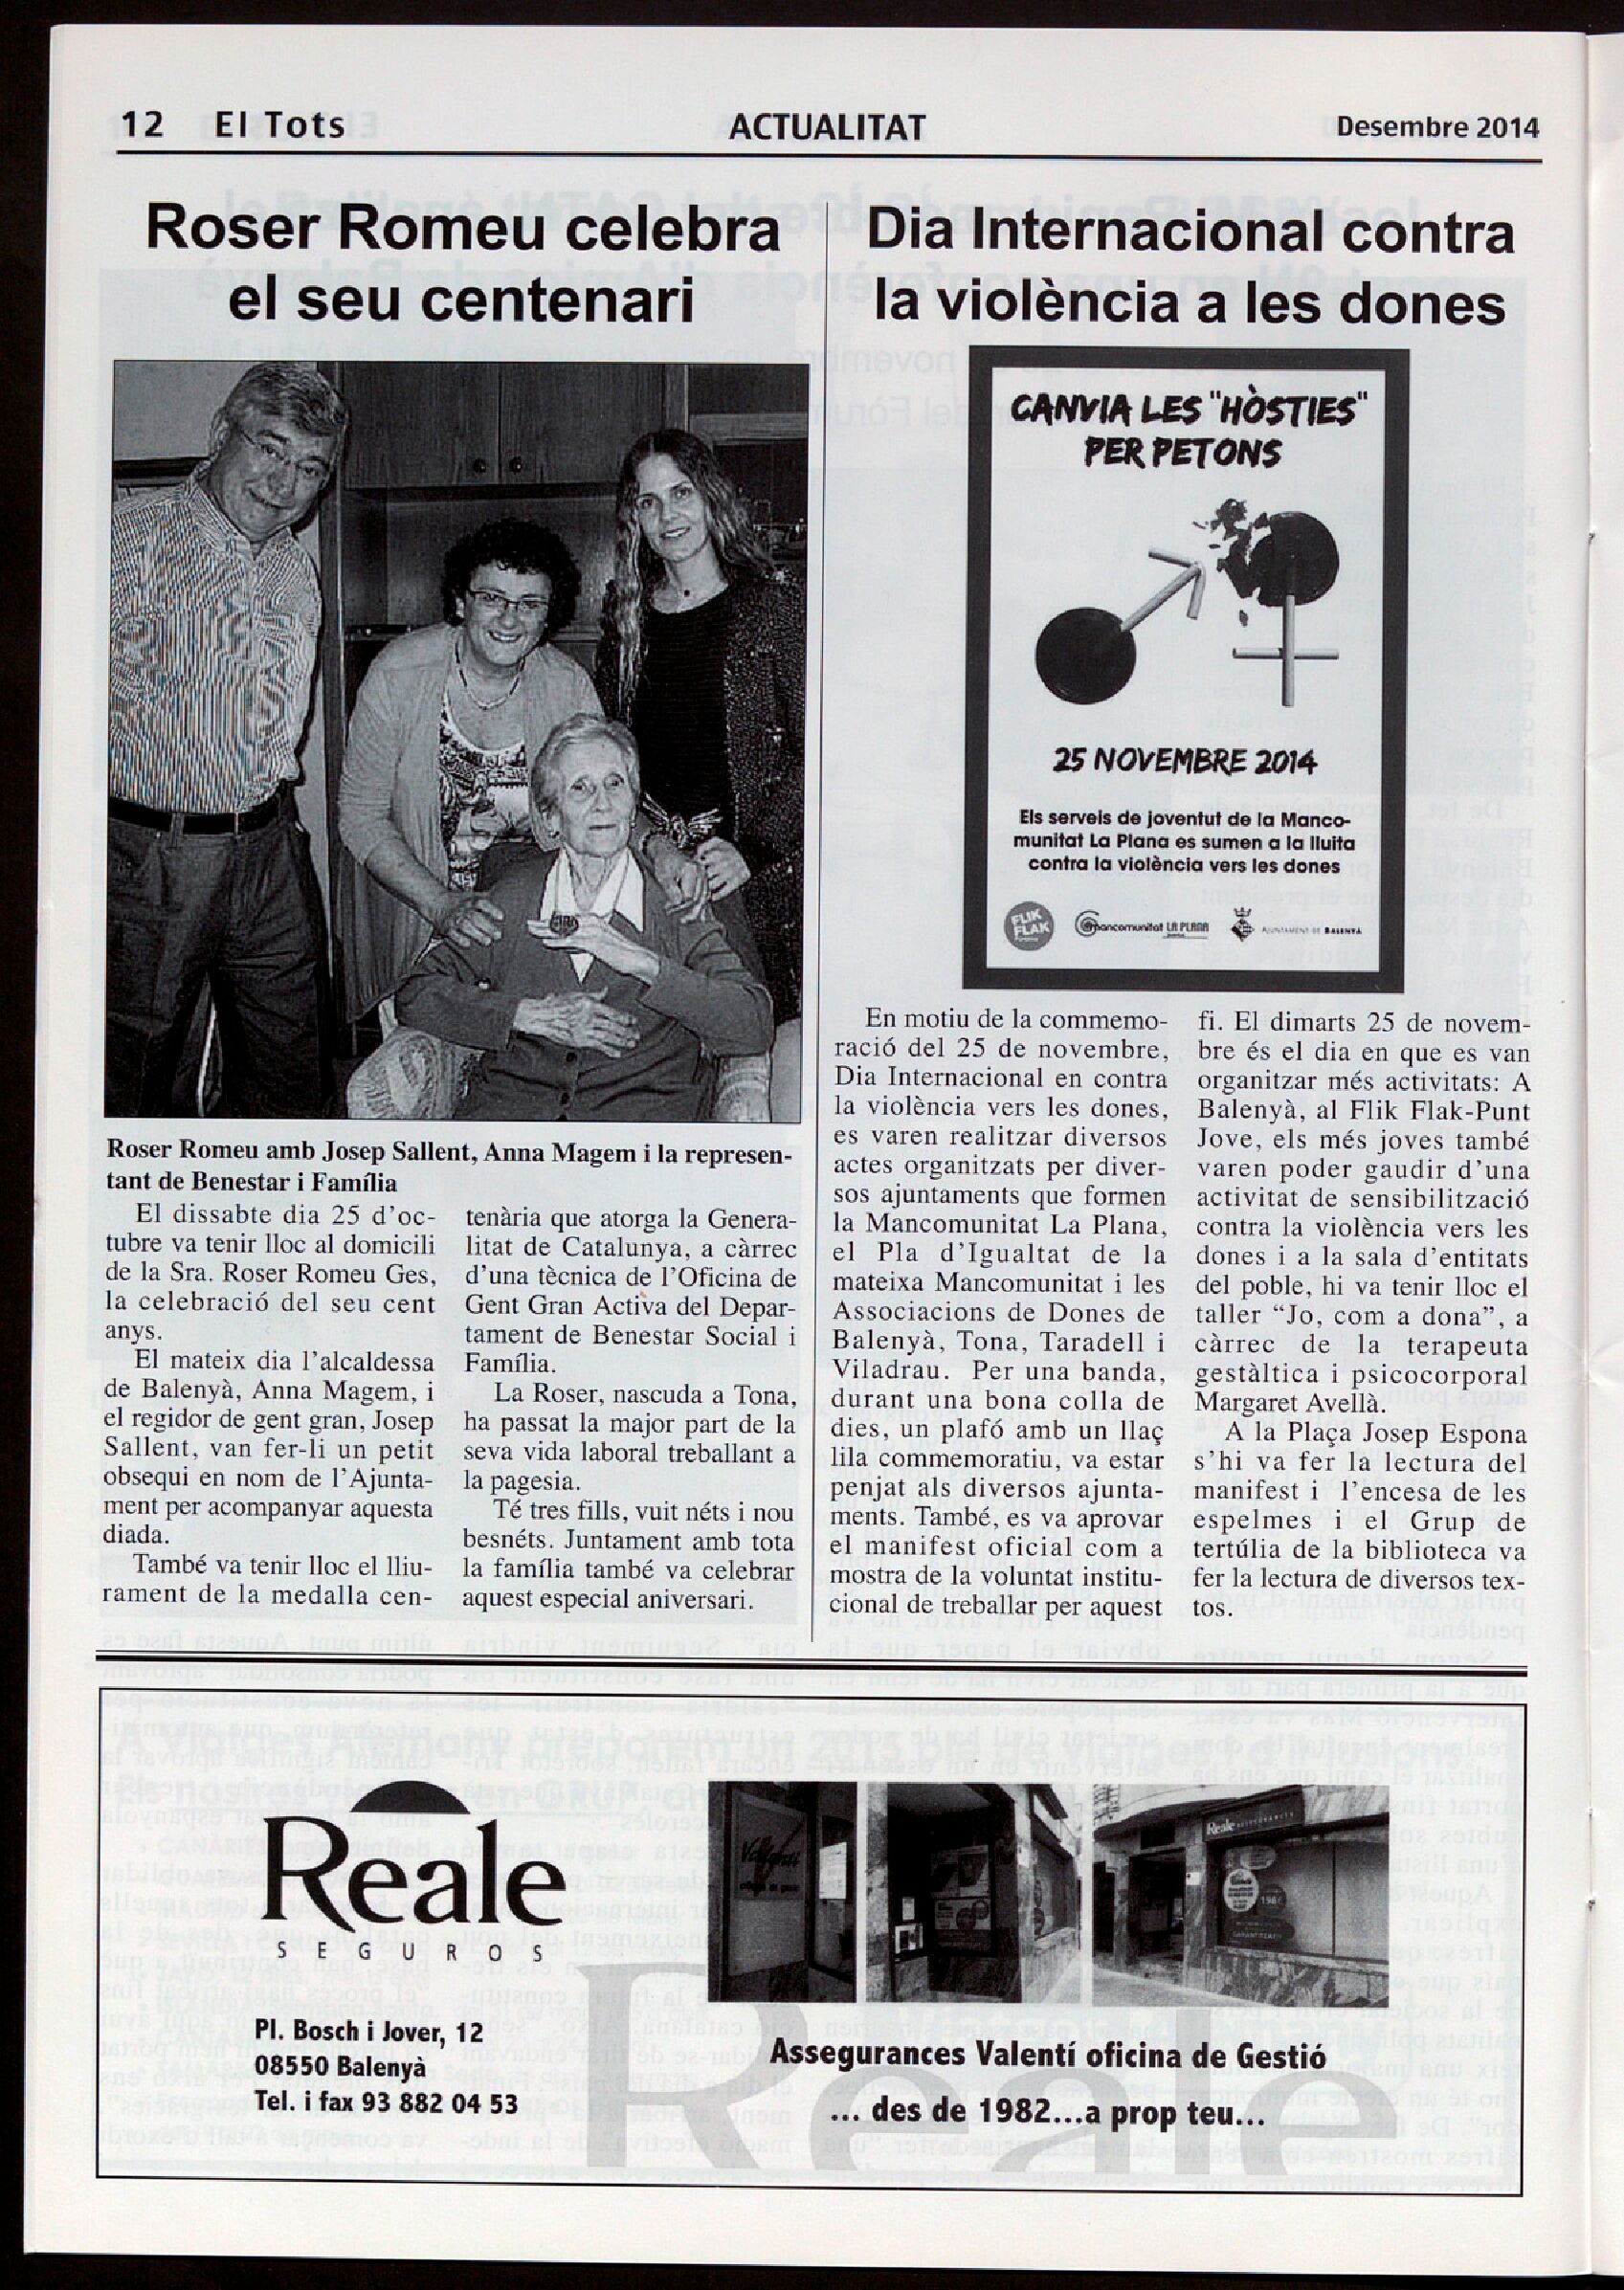 12 El Tots
ACTUALITAT
Desembre 2014
Roser Romeu celebra
el seu centenari
Roser Romeu amb Josep Sallent, Anna Magem i la represen-
tant de Benestar i Família
El dissabte dia 25 d'oc-
tubre va tenir lloc al domicili
de la Sra. Roser Romeu Ges,
la celebració del seu cent
anys.
El mateix dia l'alcaldessa
de Balenyà, Anna Magem, i
el regidor de gent gran, Josep
Sallent, van fer-li un petit
obsequi en nom de l'Ajunta-
ment per acompanyar aquesta
diada.
També va tenir lloc el lliu-
rament de la medalla cen-
tenària que atorga la Genera-
litat de Catalunya, a càrrec
d'una tècnica de l'Oficina de
Gent Gran Activa del Depar-
tament de Benestar Social i
Família.
La Roser, nascuda a Tona,
ha passat la major part de la
seva vida laboral treballant a
la pagesia.
Té tres fills, vuit néts i nou
besnéts. Juntament amb tota
la família també va celebrar
aquest especial aniversari.
Dia Internacional contra
la violència a les dones
CANVIA LES "HÒSTIES"
PER PETONS
25 NOVEMBRE 2014
Els serveis de joventut de la Manco-
munitat La Plana es sumen a la lluita
contra la violència vers les dones
FLIK
FLAK
mancomunitat LA PLANA
AJUNTAMENT DE BALENYÀ
En motiu de la commemo-
ració del 25 de novembre,
Dia Internacional en contra
la violència vers les dones,
es varen realitzar diversos
actes organitzats per diver-
sos ajuntaments que formen
la Mancomunitat La Plana,
el Pla d'Igualtat de la
mateixa Mancomunitat i les
Associacions de Dones de
Balenyà, Tona, Taradell i
Viladrau. Per una banda,
durant una bona colla de
dies, un plafó amb un llaç
lila commemoratiu, va estar
penjat als diversos ajunta-
ments. També, es va aprovar
el manifest oficial com a
mostra de la voluntat institu-
cional de treballar per aquest
fi. El dimarts 25 de novem-
bre és el dia en que es van
organitzar més activitats: A
Balenyà, al Flik Flak-Punt
Jove, els més joves també
varen poder gaudir d'una
activitat de sensibilització
contra la violència vers les
dones i a la sala d'entitats
del poble, hi va tenir lloc el
taller "Jo, com a dona", a
càrrec de la terapeuta
gestàltica i psicocorporal
Margaret Avellà.
A la Plaça Josep Espona
s'hi va fer la lectura del
manifest i l'encesa de les
espelmes i el Grup de
tertúlia de la biblioteca va
fer la lectura de diversos tex-
tos.
Reale
SEGUROS
Pl. Bosch i Jover, 12
08550 Balenyà
Tel. i fax 93 882 04 53
Reale
Assegurances Valentí oficina de Gestió
... des de 1982...a prop teu...
Reale